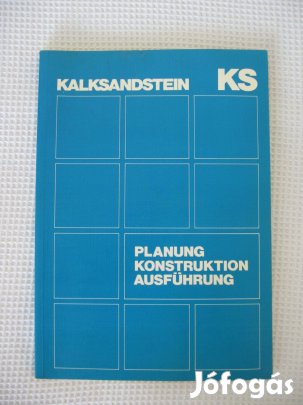 KALKSANDSTEIN KS
PLANUNG
KONSTRUKTION
AUSFÜHRUNG
Jófogás